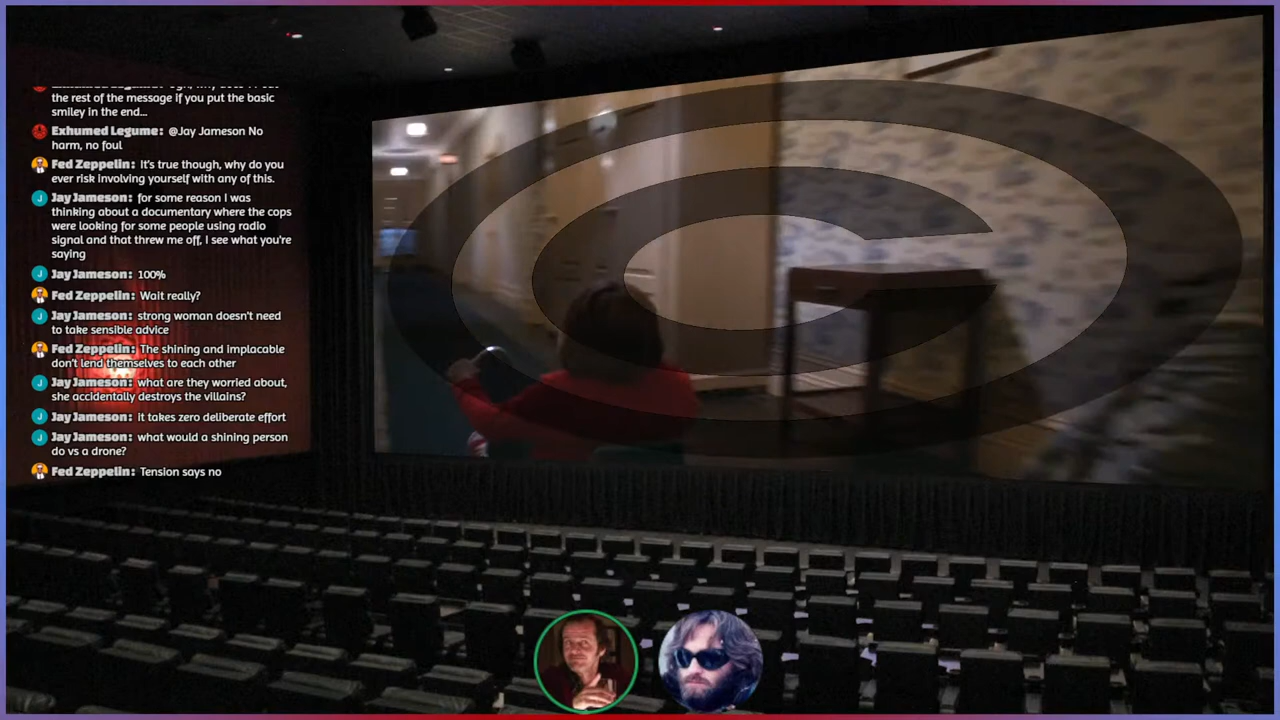 the rest of the message if you put the basic
smiley in the end...
Exhumed Legume: @Jay Jameson No
harm, no foul
Fed Zeppelin: It's true though, why do you
ever risk involving yourself with any of this.
Jay Jameson: for some reason I was
thinking about a documentary where the cops
were looking for some people using radio
signal and that threw me off, I see what you're
saying
Jay Jameson: 100%
Fed Zeppelin: Wait really?
Jay Jameson: strong woman doesn't need
to take sensible advice
Fed Zeppelin: The shining and implacable
don't lend themselves to each other
Jay Jameson: what are they worried about,
she accidentally destroys the villains?
Jay Jameson: it takes zero deliberate effort
Jay Jameson: what would a shining person
do vs a drone?
Fed Zeppelin: Tension says no